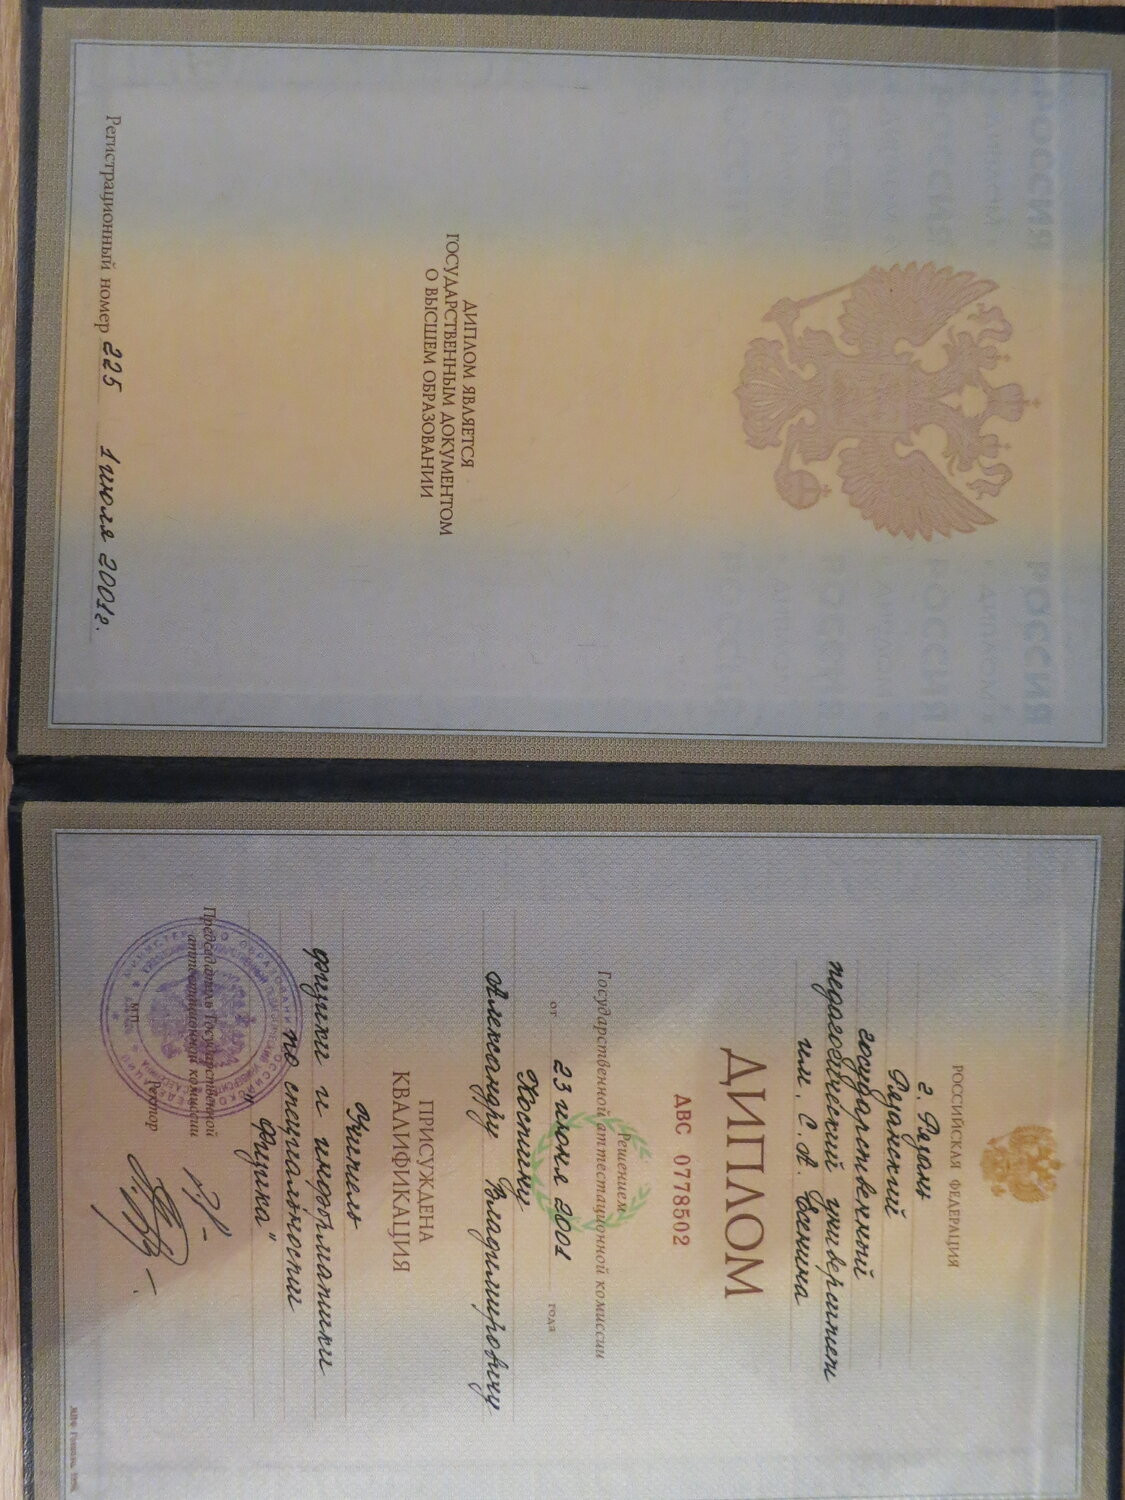 ДИПЛОМ ЯВЛЯЕТСЯ
ГОСУДАРСТВЕННЫМ ДОКУМЕНТОМ
О ВЫСШЕМ ОБРАЗОВАНИИ
Регистрационный номер 225 1 июля 2001г.
РОССИЙСКАЯ ФЕДЕРАЦИЯ
г. Рязань
Рязанский
государственный
педагогический университет
им. С.А. Есенина
ДИПЛОМ
АВС 0778502
Решением
Государственной аттестационной комиссии
от 23 июня 2001 года
Костину
Александру Владимировичу
ПРИСУЖДЕНА
КВАЛИФИКАЦИЯ
Учитель
физики и информатики
по специальности
"Физика"
Председатель Государственной
аттестационной комиссии
Ректор
МП